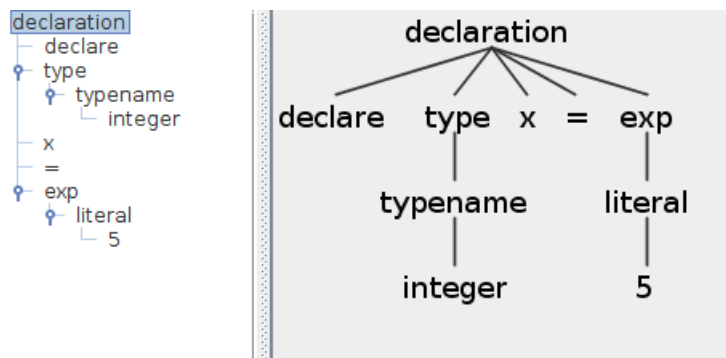 declaration
declare
type
typename
integer
x
=
exp
literal
5
declaration
declare type x = exp
typename literal
integer 5